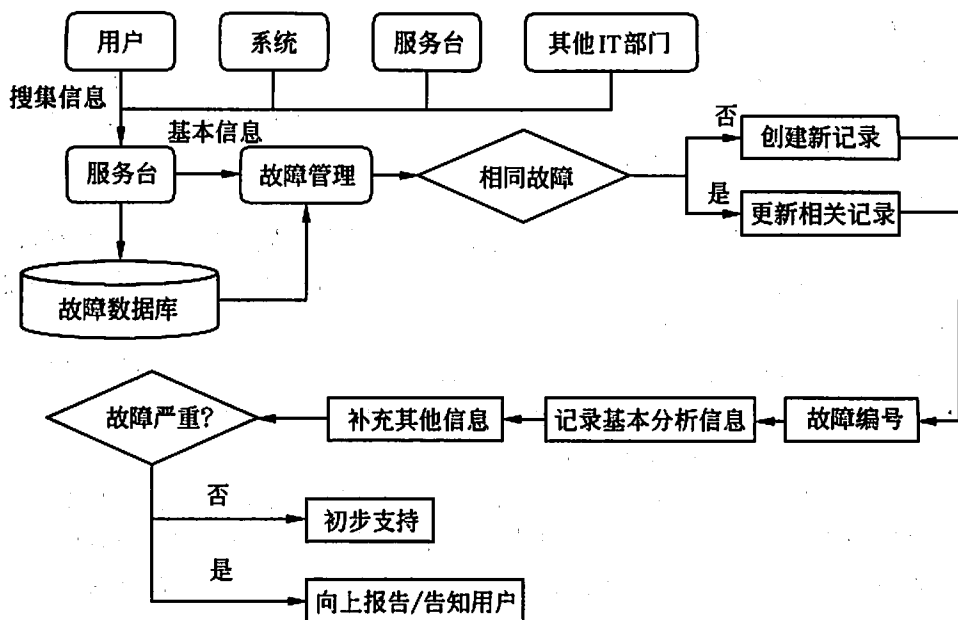 用户
系统
服务台
其他IT部门
搜集信息
基本信息
服务台
故障管理
相同故障
否
创建新记录
是
更新相关记录
故障数据库
故障严重?
补充其他信息
记录基本分析信息
故障编号
否
初步支持
是
向上报告/告知用户